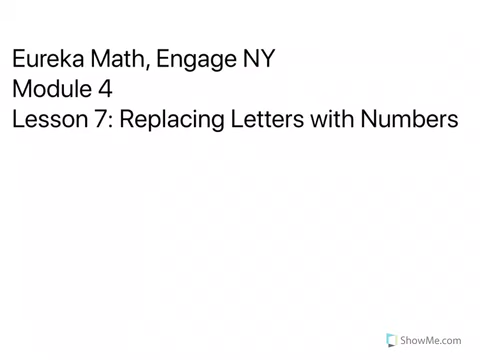 Eureka Math, Engage NY
Module 4
Lesson 7: Replacing Letters with Numbers
ShowMe.com